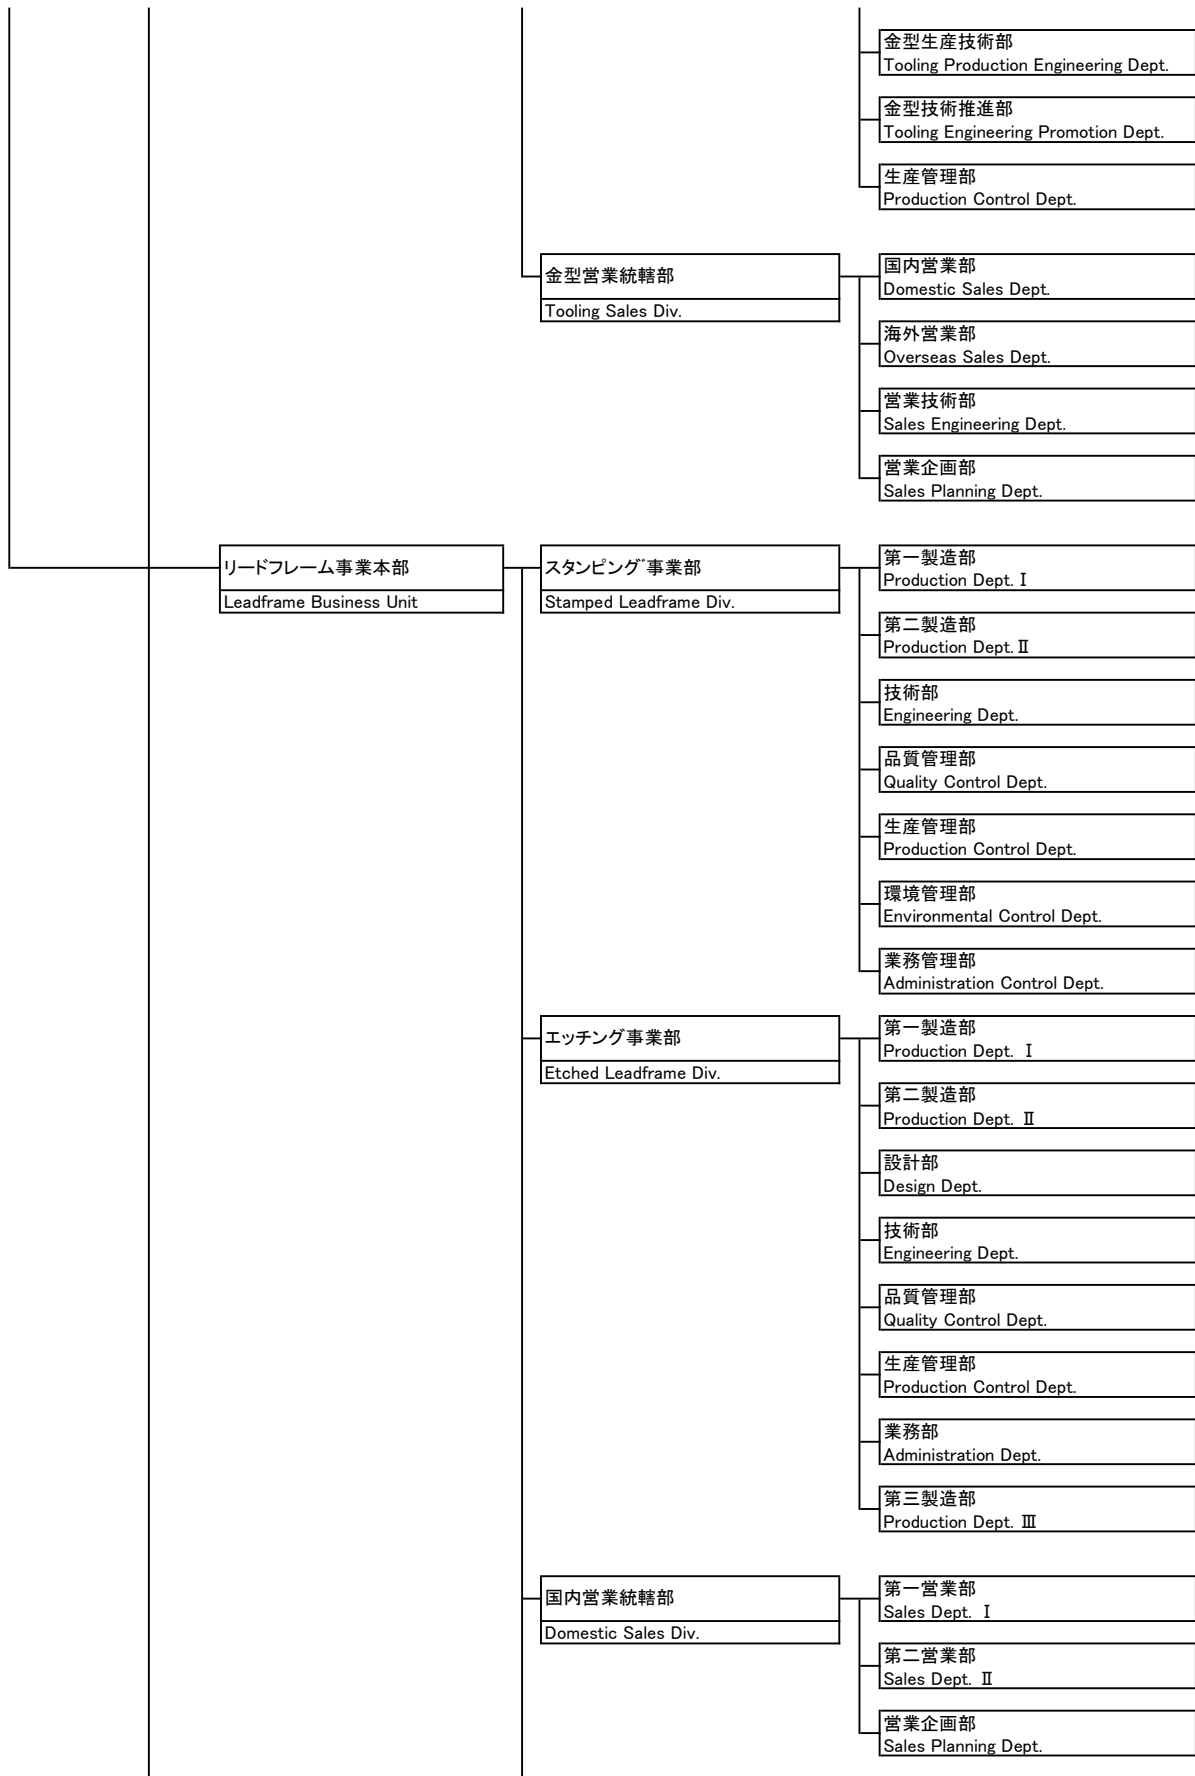 金型生産技術部
Tooling Production Engineering Dept.
金型技術推進部
Tooling Engineering Promotion Dept.
生産管理部
Production Control Dept.
金型営業統轄部
Tooling Sales Div.
国内営業部
Domestic Sales Dept.
海外営業部
Overseas Sales Dept.
営業技術部
Sales Engineering Dept.
営業企画部
Sales Planning Dept.
リードフレーム事業本部
Leadframe Business Unit
スタンピング事業部
Stamped Leadframe Div.
第一製造部
Production Dept. Ⅰ
第二製造部
Production Dept. Ⅱ
技術部
Engineering Dept.
品質管理部
Quality Control Dept.
生産管理部
Production Control Dept.
環境管理部
Environmental Control Dept.
業務管理部
Administration Control Dept.
エッチング事業部
Etched Leadframe Div.
第一製造部
Production Dept. Ⅰ
第二製造部
Production Dept. Ⅱ
設計部
Design Dept.
技術部
Engineering Dept.
品質管理部
Quality Control Dept.
生産管理部
Production Control Dept.
業務部
Administration Dept.
第三製造部
Production Dept. Ⅲ
国内営業統轄部
Domestic Sales Div.
第一営業部
Sales Dept. Ⅰ
第二営業部
Sales Dept. Ⅱ
営業企画部
Sales Planning Dept.